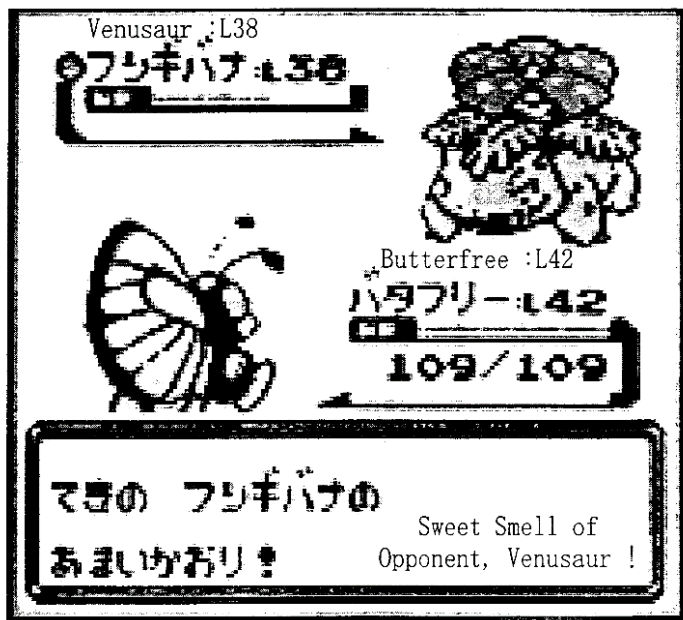 Venusaur :L38
フシギバナ:L38
Butterfree :L42
バタフリー:L42
109/109
てきの フシギバナの
あまいかおり!
Sweet Smell of
Opponent, Venusaur !